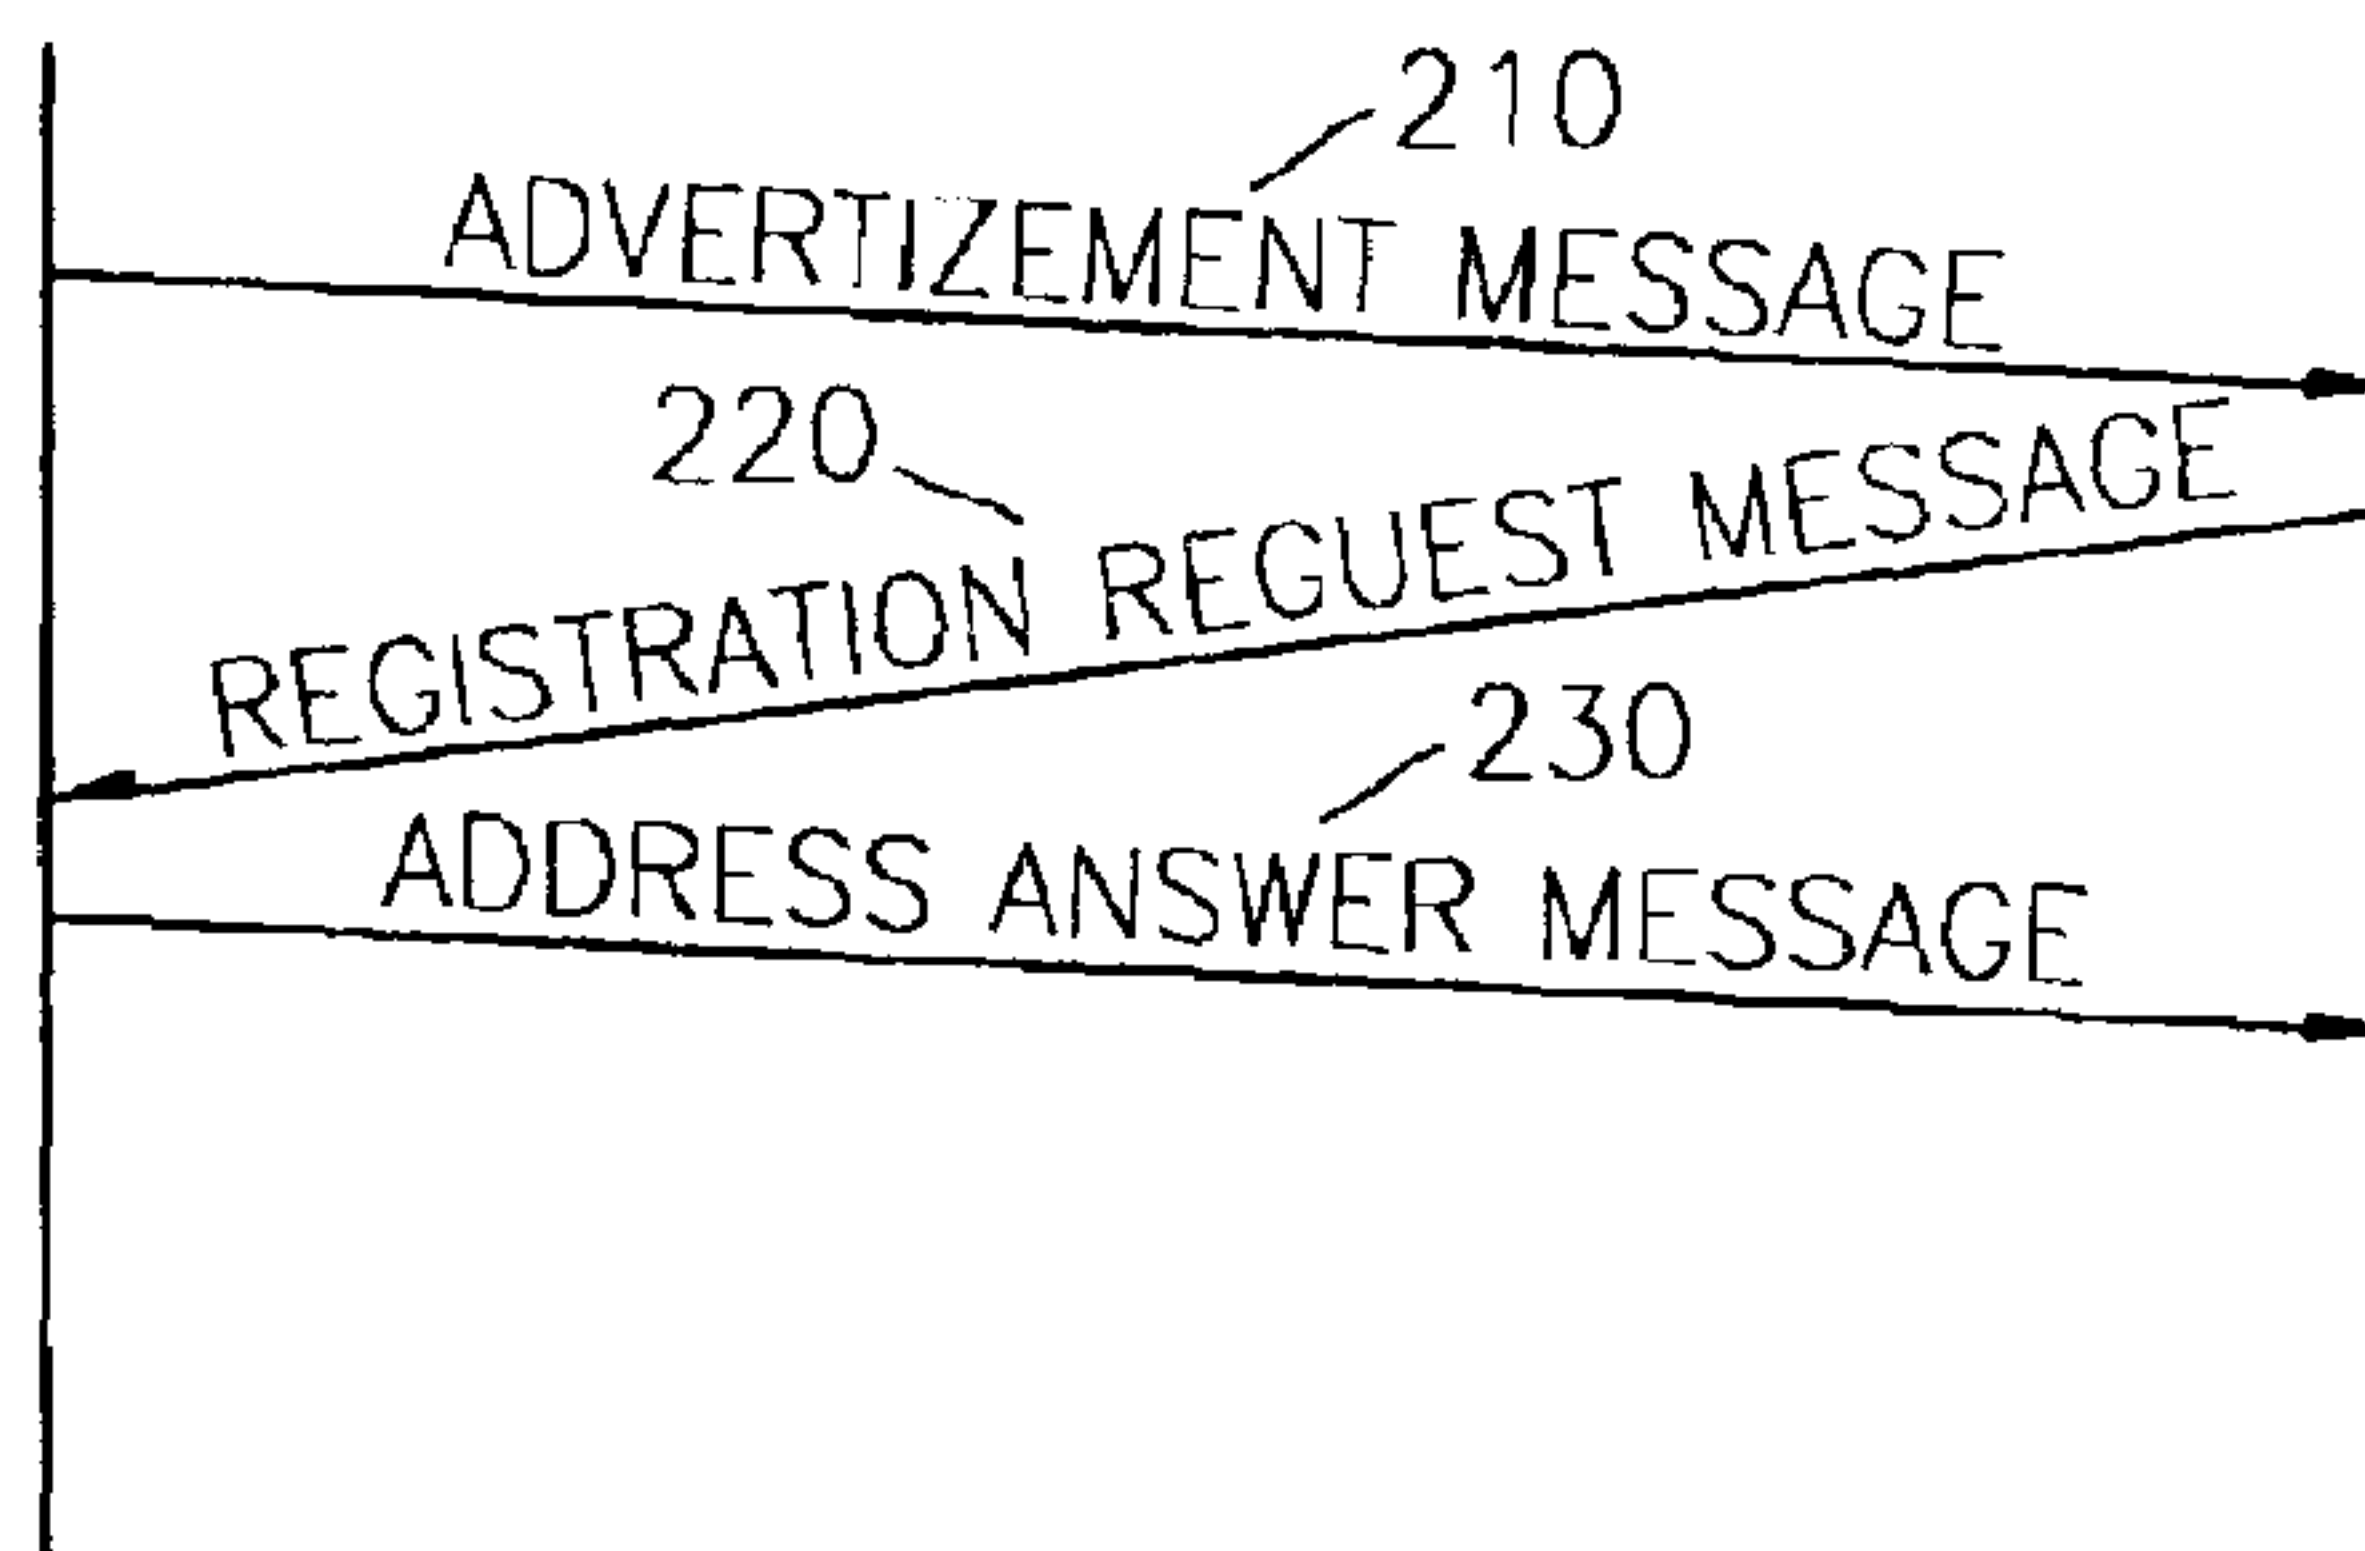 210
ADVERTIZEMENT MESSAGE
220
REGISTRATION REGUEST MESSAGE
230
ADDRESS ANSWER MESSAGE